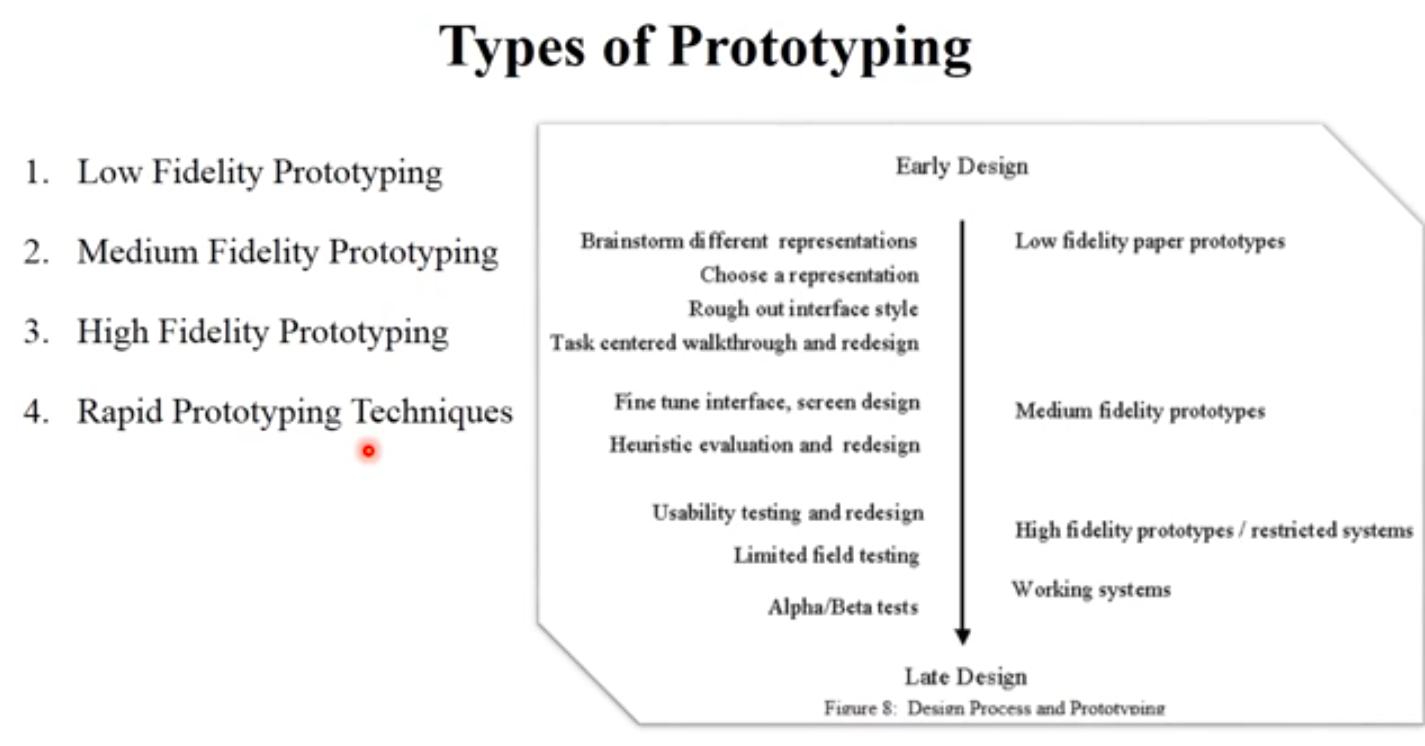 Types of Prototyping
1. Low Fidelity Prototyping
2. Medium Fidelity Prototyping
3. High Fidelity Prototyping
4. Rapid Prototyping Techniques
Early Design
Brainstorm different representations
Low fidelity paper prototypes
Choose a representation
Rough out interface style
Task centered walkthrough and redesign
Fine tune interface, screen design
Medium fidelity prototypes
Heuristic evaluation and redesign
Usability testing and redesign
High fidelity prototypes / restricted systems
Limited field testing
Working systems
Alpha/Beta tests
Late Design
Figure 8: Design Process and Prototyping